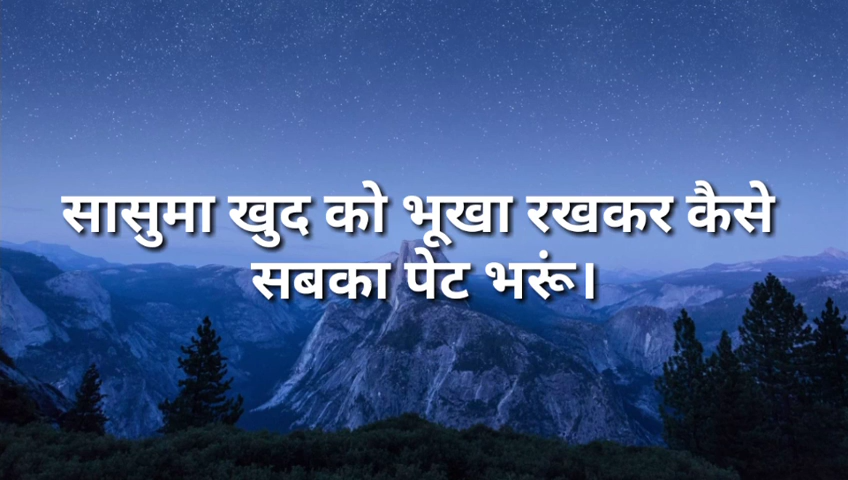 सासुमा खुद को भूखा रखकर कैसे
सबका पेट भरूं।